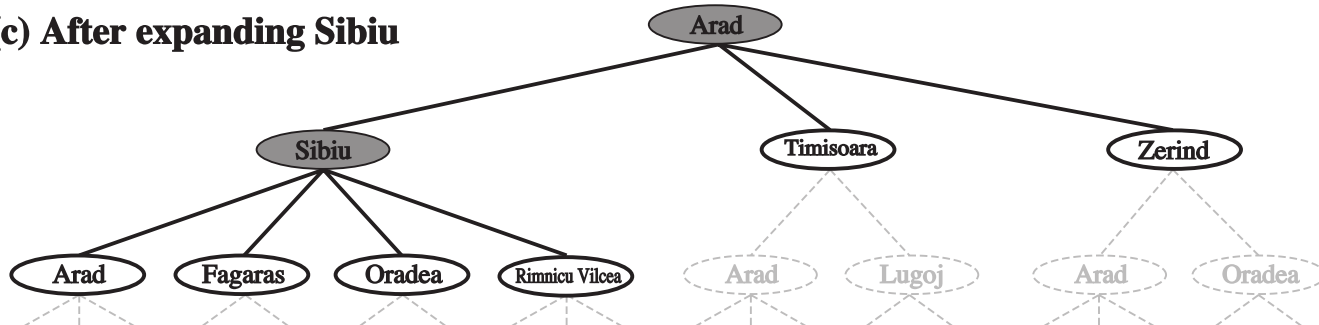 (c) After expanding Sibiu
Arad
Sibiu
Timisoara
Zerind
Arad
Fagaras
Oradea
Rimnicu Vilcea
Arad
Lugoj
Arad
Oradea